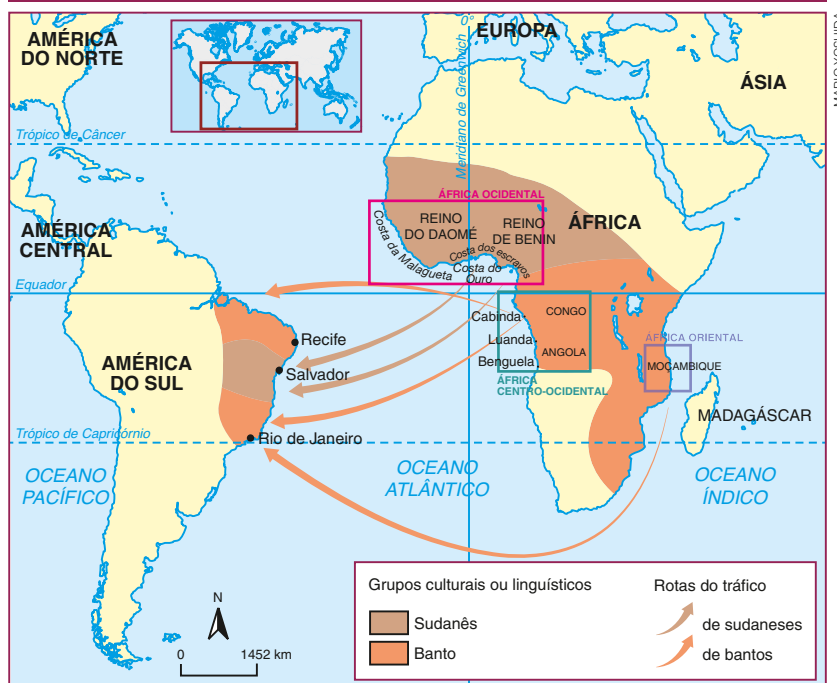 AMÉRICA
DO NORTE
EUROPA
ÁSIA
Meridiano de Greenwich
0°
Trópico de Câncer
ÁFRICA OCIDENTAL
REINO
DO DAOMÉ
REINO
DE BENIN
ÁFRICA
Costa da Malagueta
Costa dos escravos
Costa do
Ouro
AMÉRICA
CENTRAL
Equador
Cabinda
CONGO
Luanda
ANGOLA
Benguela
ÁFRICA
CENTRO-OCIDENTAL
ÁFRICA ORIENTAL
MOÇAMBIQUE
MADAGÁSCAR
Recife
AMÉRICA
DO SUL
Salvador
Trópico de Capricórnio
Rio de Janeiro
OCEANO
PACÍFICO
OCEANO
ATLÂNTICO
OCEANO
ÍNDICO
N
0 1452 km
Grupos culturais ou linguísticos
Sudanês
Banto
Rotas do tráfico
de sudaneses
de bantos
MARIO YOSHIDA